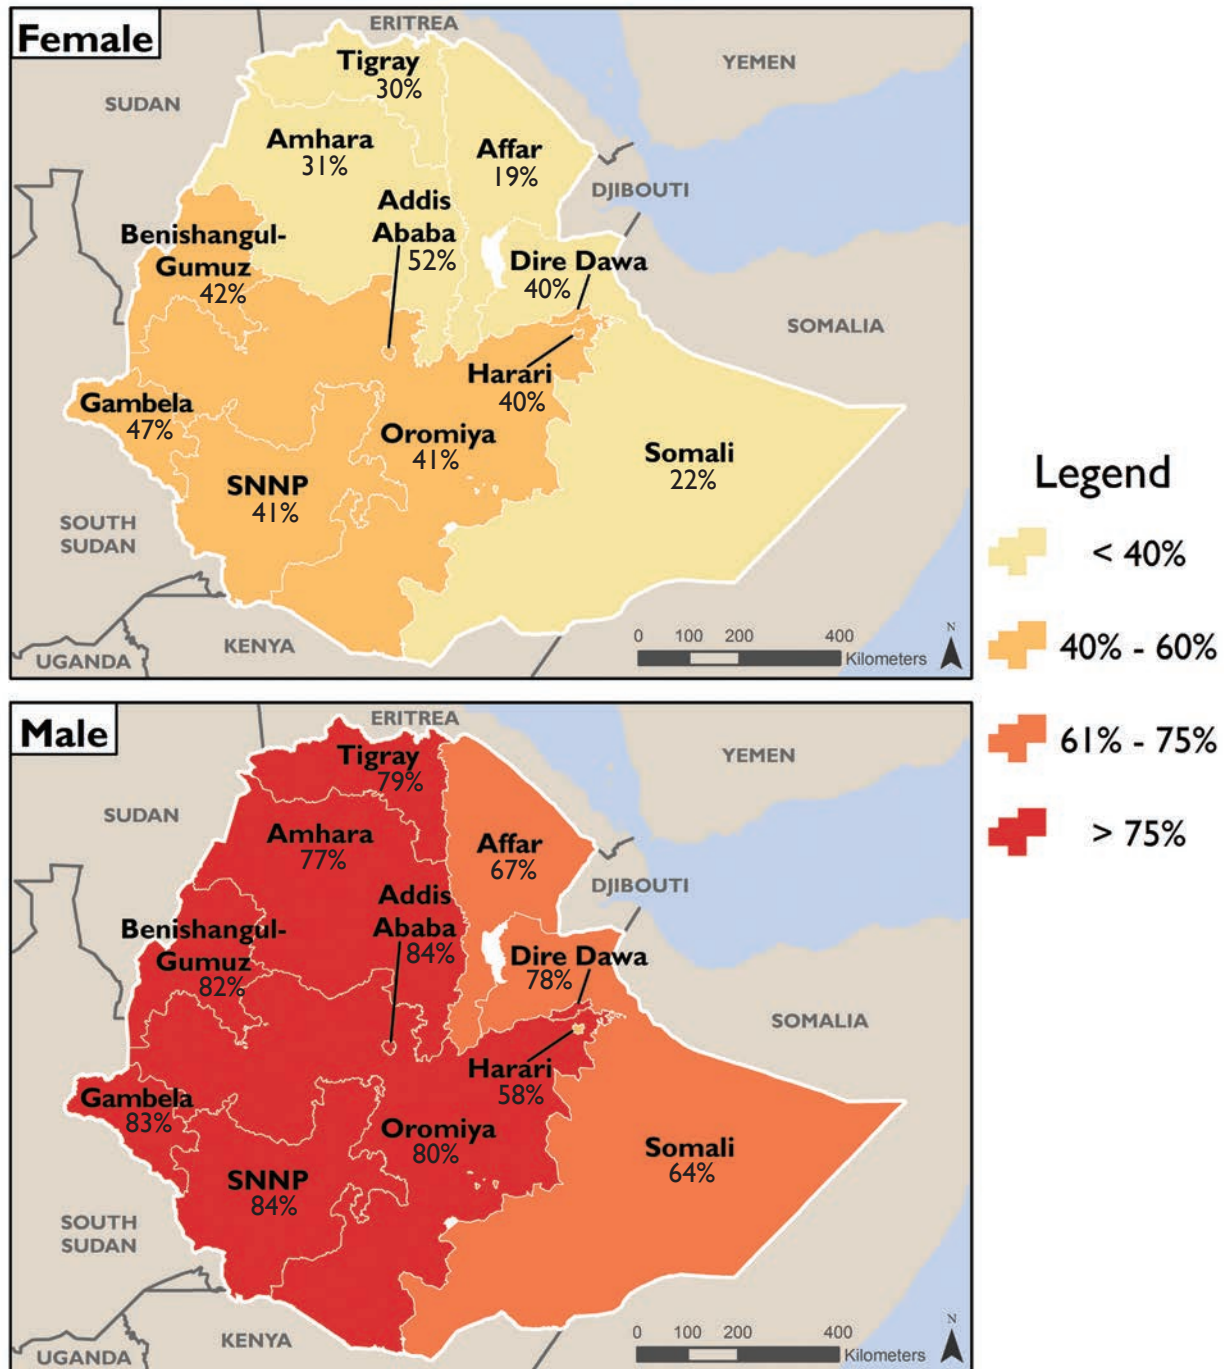 Female
ERITREA
YEMEN
Tigray
30%
SUDAN
Amhara
31%
Affar
19%
DJIBOUTI
Addis
Ababa
52%
Benishangul-
Gumuz
42%
Dire Dawa
40%
SOMALIA
Harari
40%
Gambela
47%
Oromiya
41%
Somali
22%
SNNP
41%
SOUTH
SUDAN
KENYA
UGANDA
0 100 200 400
Kilometers
N
Legend
< 40%
40% - 60%
61% - 75%
> 75%
Male
ERITREA
YEMEN
Tigray
79%
SUDAN
Amhara
77%
Affar
67%
DJIBOUTI
Addis
Ababa
84%
Benishangul-
Gumuz
82%
Dire Dawa
78%
SOMALIA
Harari
58%
Gambela
83%
Oromiya
80%
Somali
64%
SNNP
84%
SOUTH
SUDAN
KENYA
UGANDA
0 100 200 400
Kilometers
N